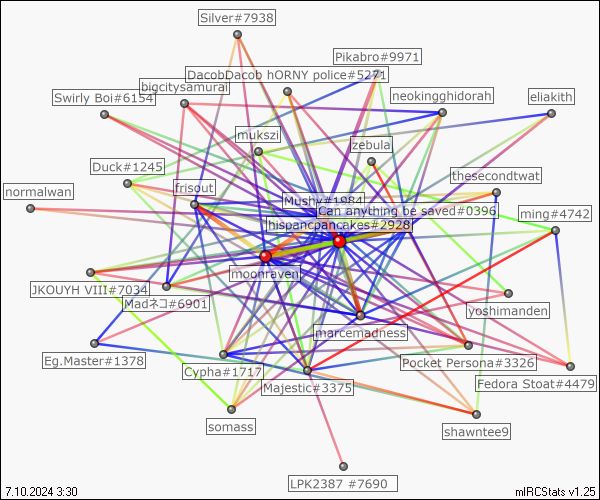 Silver#7938
Pikabro#9971
DacobDacob hORNY police#5271
bigcitysamurai
Swirly Boi#6154
neokingghidorah
eliakith
mukszi
zebula
Duck#1245
thesecondtwat
frisout
normalwan
Mushy#1984
Can anything be saved#0396
ming#4742
hispancpancakes#2928
moonraven
JKOUYH VIII#7034
Madネコ#6901
yoshimanden
marcemadness
Eg.Master#1378
Cypha#1717
Pocket Persona#3326
Majestic#3375
Fedora Stoat#4479
somass
shawntee9
LPK2387 #7690
7.10.2024 3:30
mIRCStats v1.25